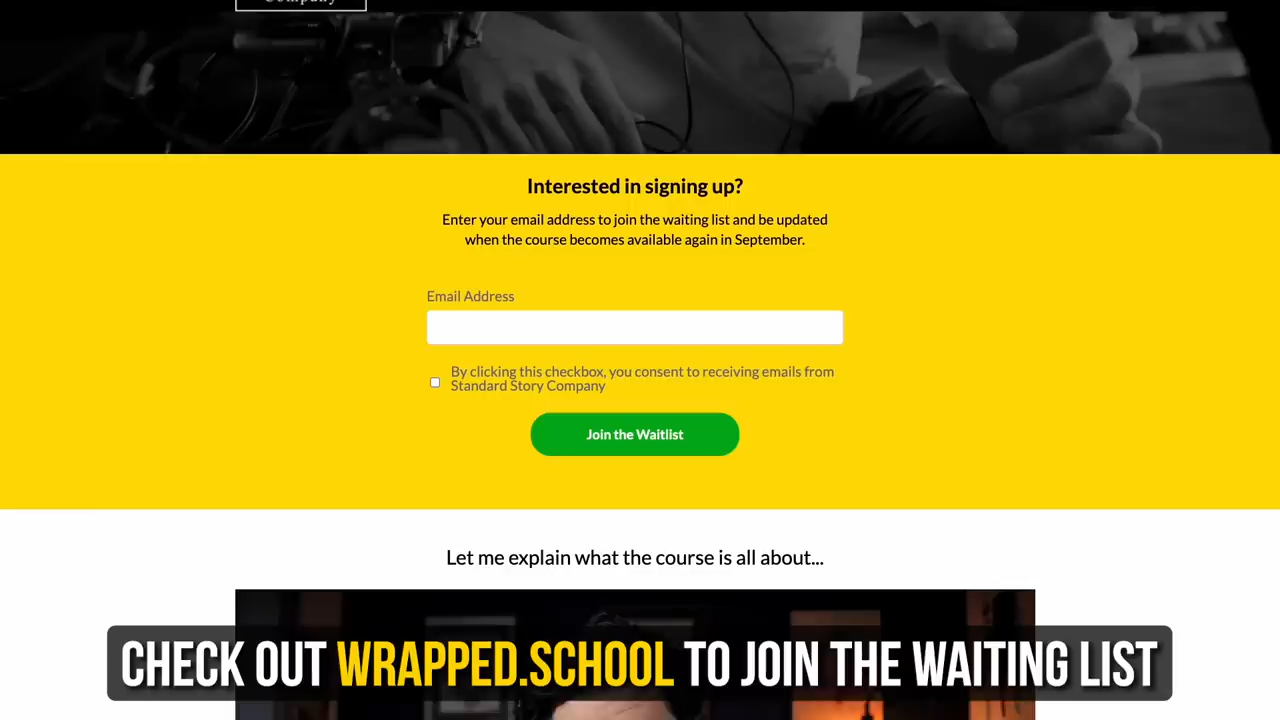 Company
Interested in signing up?
Enter your email address to join the waiting list and be updated
when the course becomes available again in September.
Email Address
By clicking this checkbox, you consent to receiving emails from
Standard Story Company
Join the Waitlist
Let me explain what the course is all about...
CHECK OUT WRAPPED.SCHOOL TO JOIN THE WAITING LIST